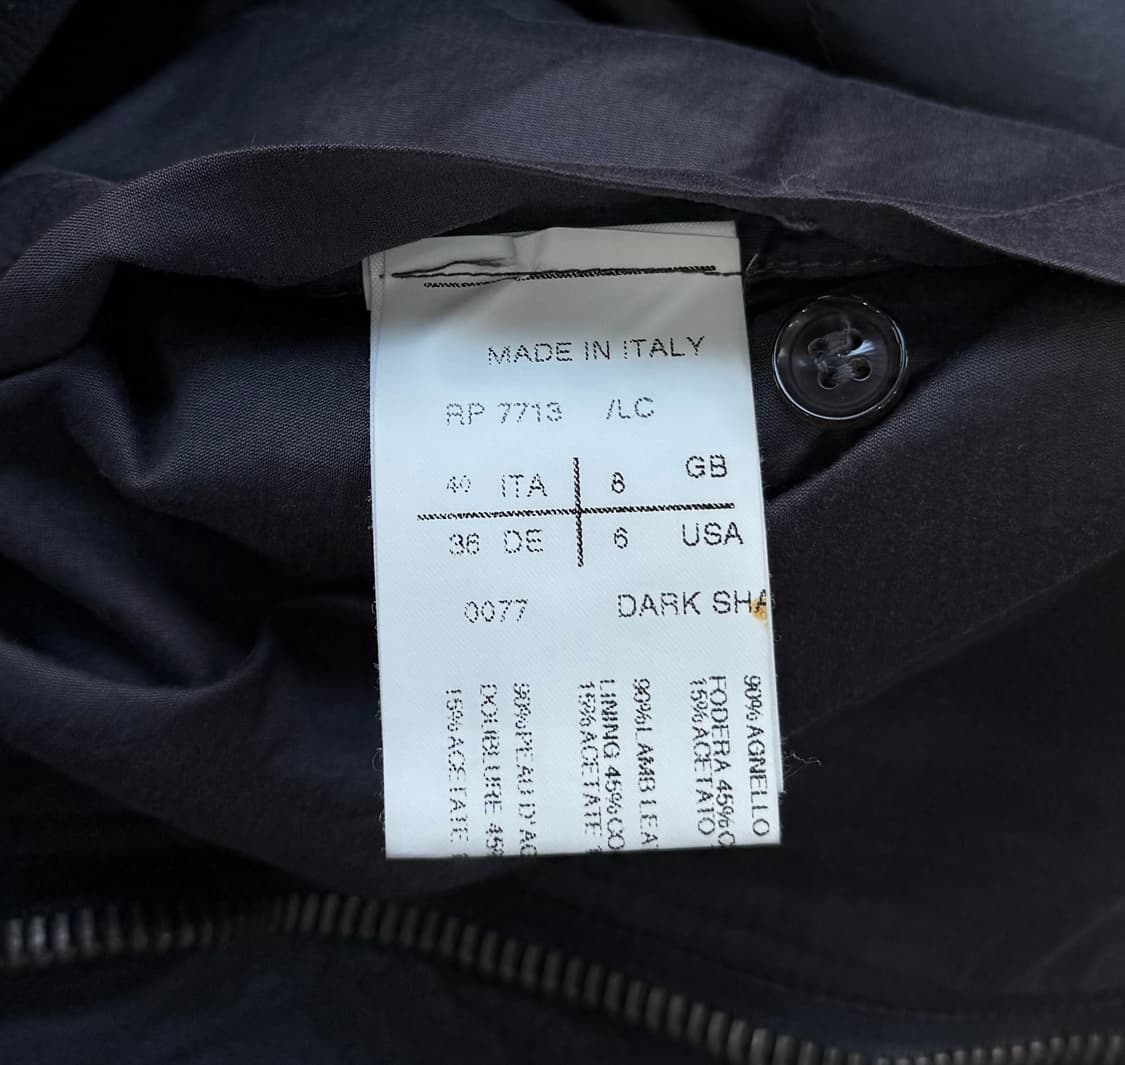 MADE IN ITALY
RP 7713 /LC
40 ITA 8 GB
36 DE 6 USA
0077 DARK SHA
90% AGNELLO
FODERA 45% C
15% ACETATO
90% LAMB LEA
LINING 45% CO
15% ACETATE 1
90% PEAU D'AG
DOUBLURE 45%
15% ACETATE